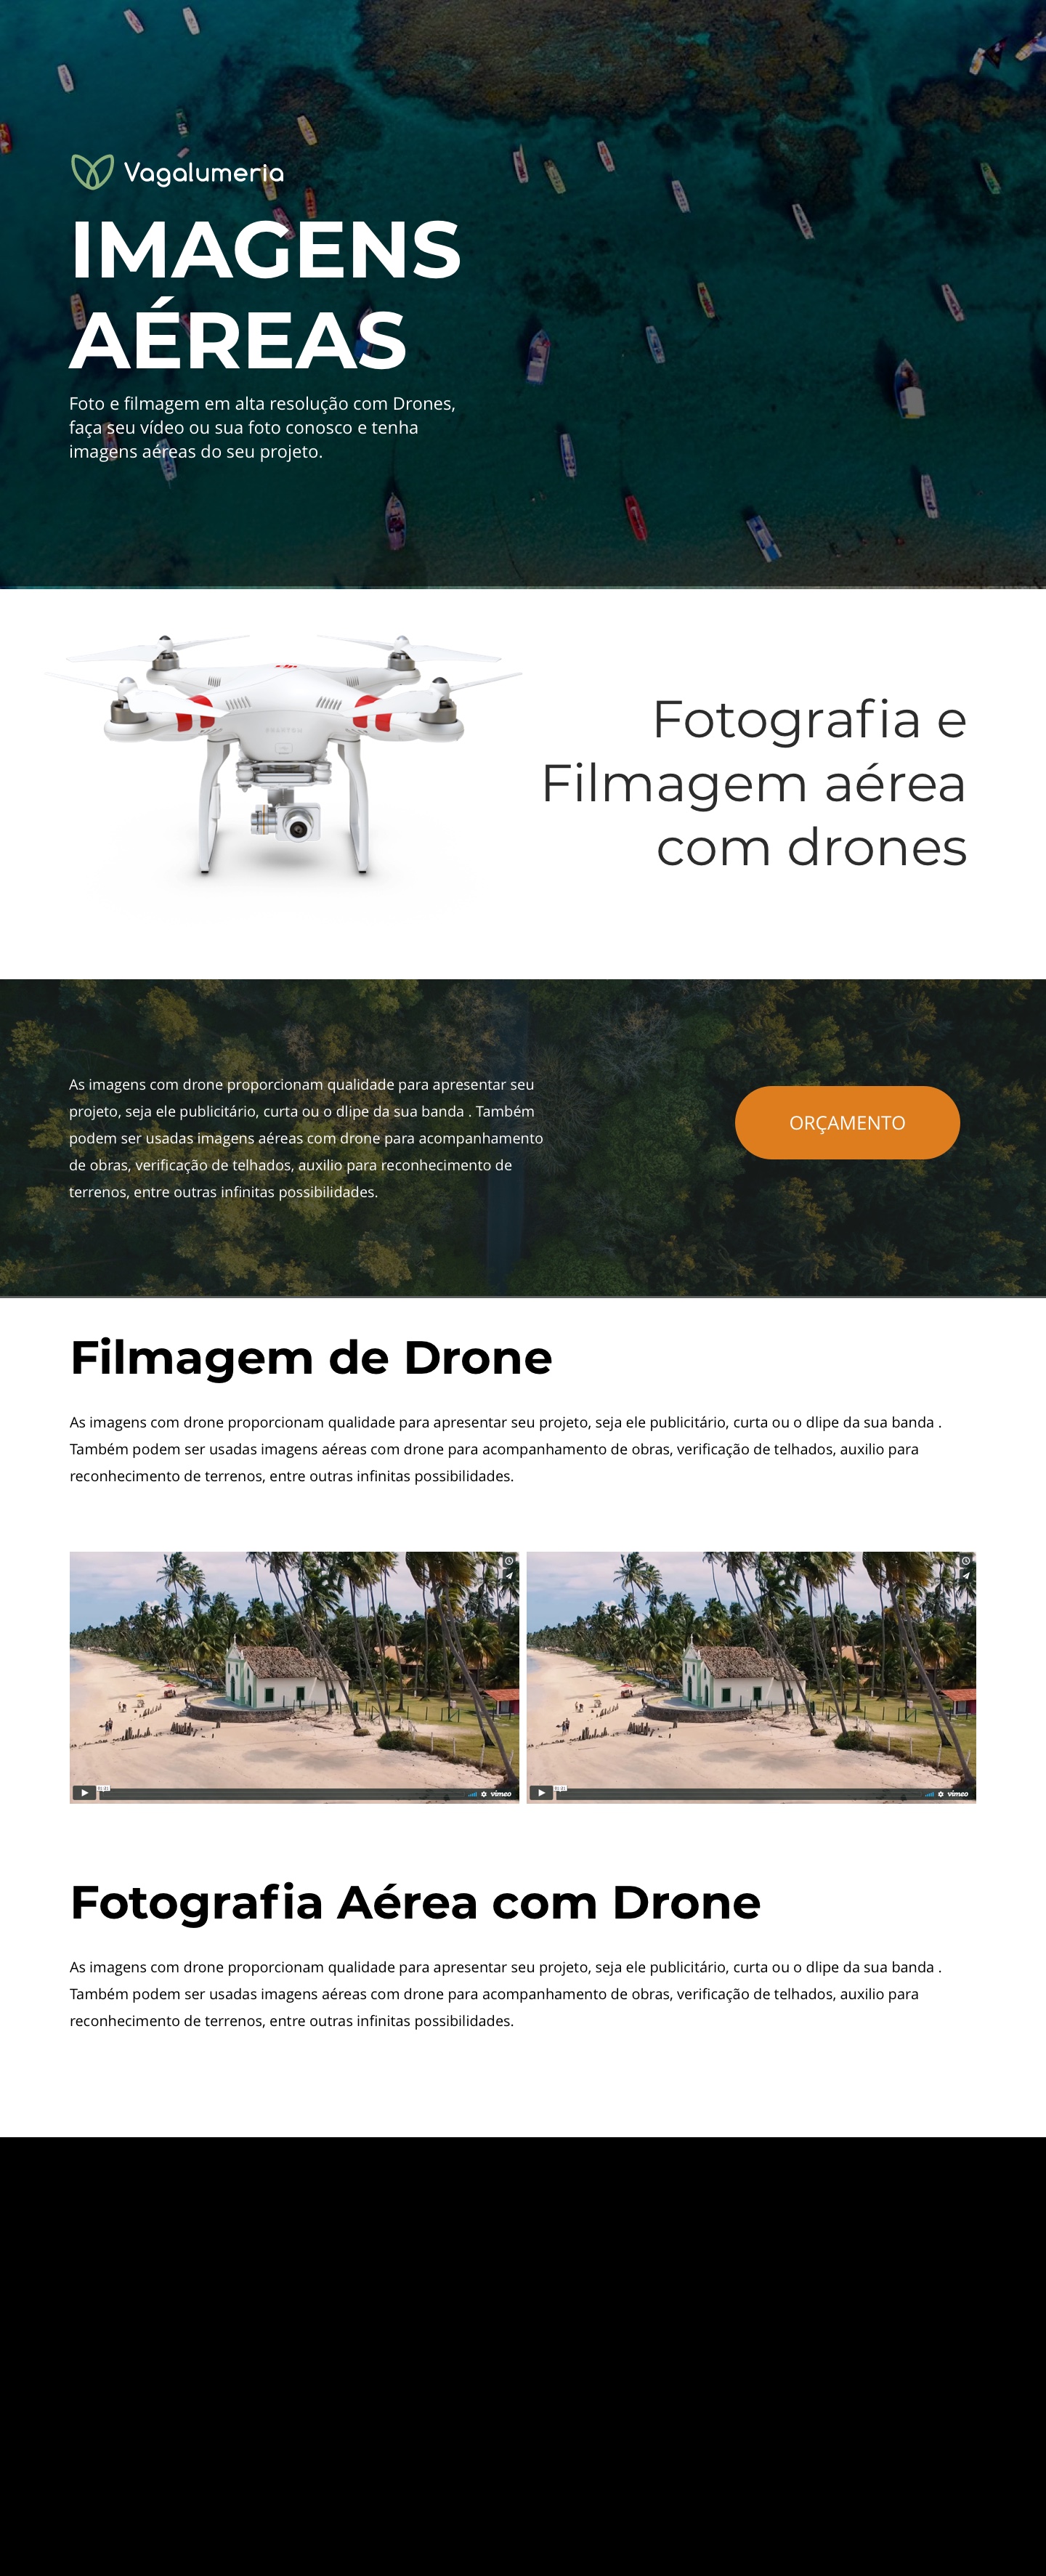 Vagalumeria
IMAGENS
AÉREAS
Foto e filmagem em alta resolução com Drones,
faça seu vídeo ou sua foto conosco e tenha
imagens aéreas do seu projeto.
Fotografia e
Filmagem aérea
com drones
As imagens com drone proporcionam qualidade para apresentar seu
projeto, seja ele publicitário, curta ou o dlipe da sua banda . Também
podem ser usadas imagens aéreas com drone para acompanhamento
de obras, verificação de telhados, auxilio para reconhecimento de
terrenos, entre outras infinitas possibilidades.
ORÇAMENTO
Filmagem de Drone
As imagens com drone proporcionam qualidade para apresentar seu projeto, seja ele publicitário, curta ou o dlipe da sua banda .
Também podem ser usadas imagens aéreas com drone para acompanhamento de obras, verificação de telhados, auxilio para
reconhecimento de terrenos, entre outras infinitas possibilidades.
vimeo
vimeo
Fotografia Aérea com Drone
As imagens com drone proporcionam qualidade para apresentar seu projeto, seja ele publicitário, curta ou o dlipe da sua banda .
Também podem ser usadas imagens aéreas com drone para acompanhamento de obras, verificação de telhados, auxilio para
reconhecimento de terrenos, entre outras infinitas possibilidades.